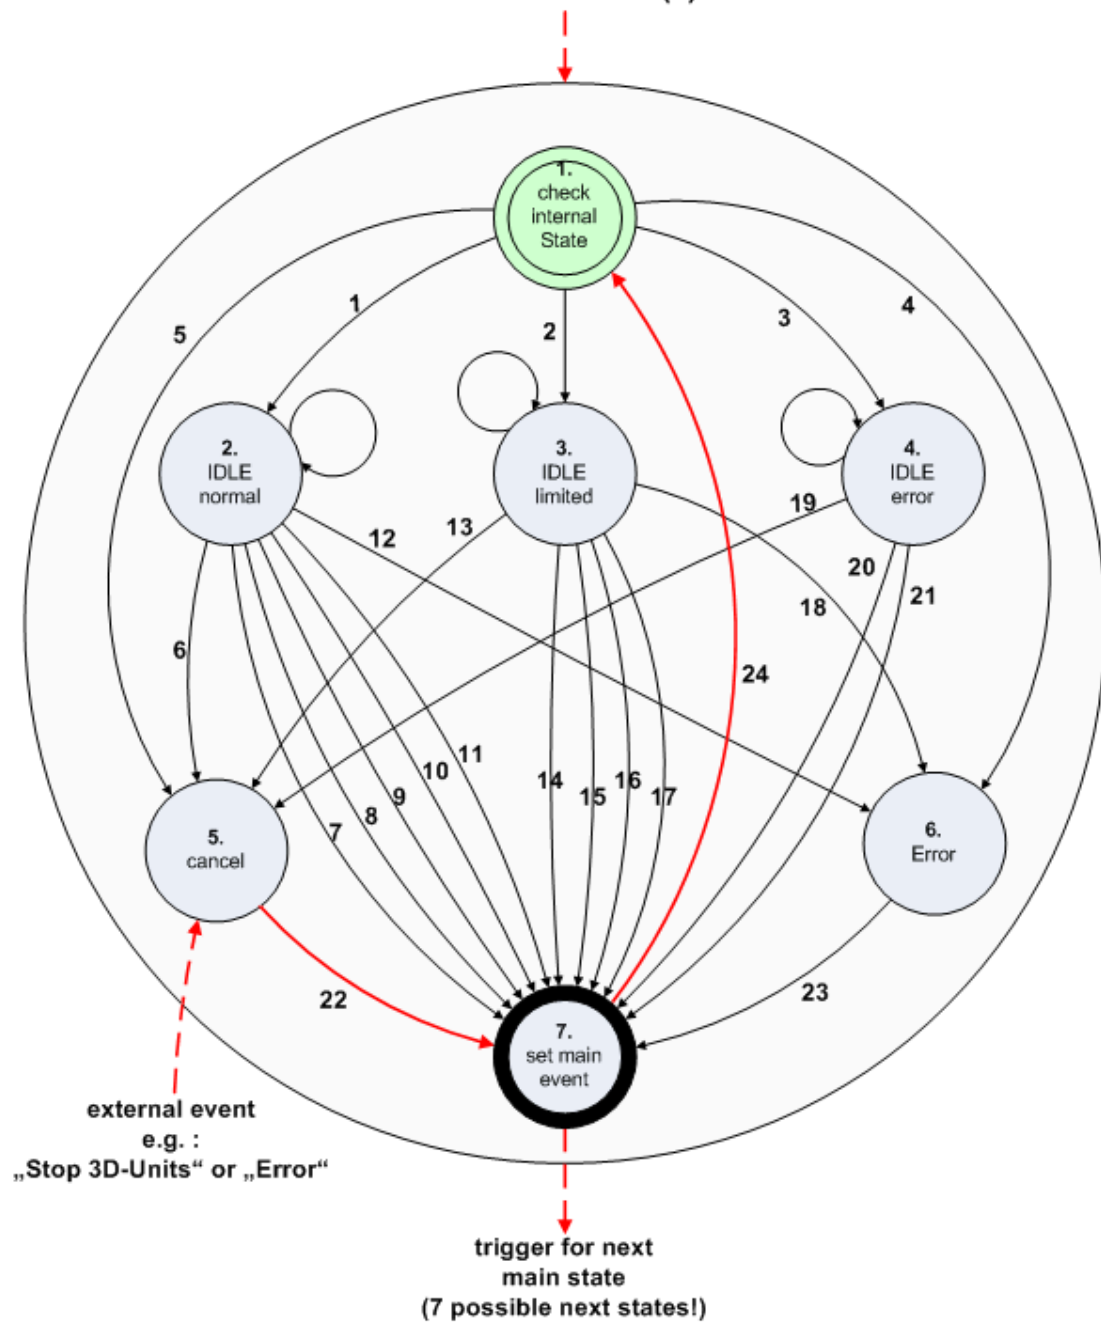 1.
check
internal
State
1
2
3
4
5
2.
IDLE
normal
3.
IDLE
limited
4.
IDLE
error
12
13
19
20
21
18
6
24
11
10
9
8
7
14
15
16
17
5.
cancel
6.
Error
22
23
7.
set main
event
external event
e.g. :
„Stop 3D-Units“ or „Error“
trigger for next
main state
(7 possible next states!)